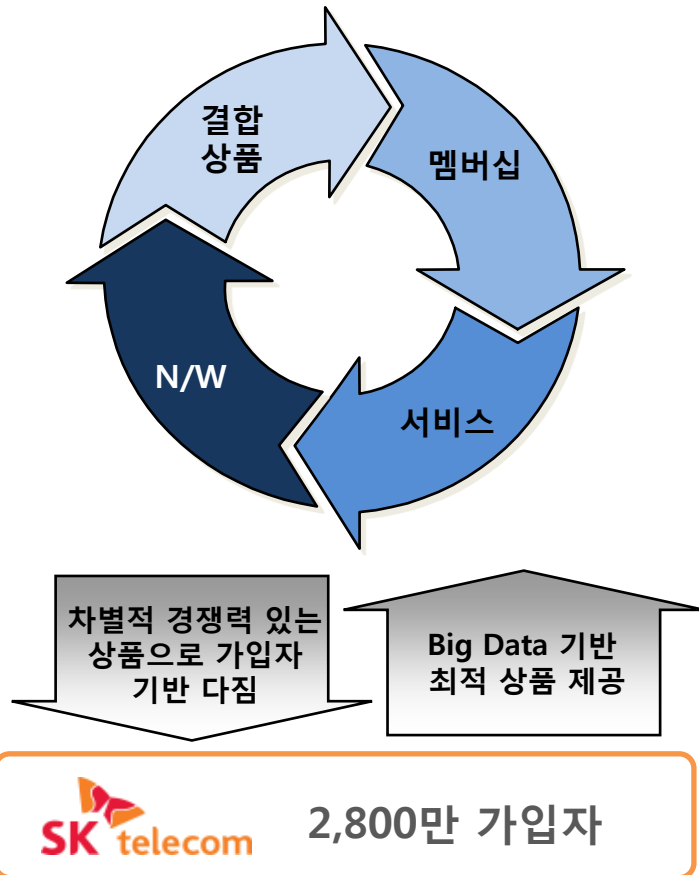 결합
상품
멤버십
N/W
서비스
차별적 경쟁력 있는
상품으로 가입자
기반 다짐
Big Data 기반
최적 상품 제공
SK telecom
2,800만 가입자